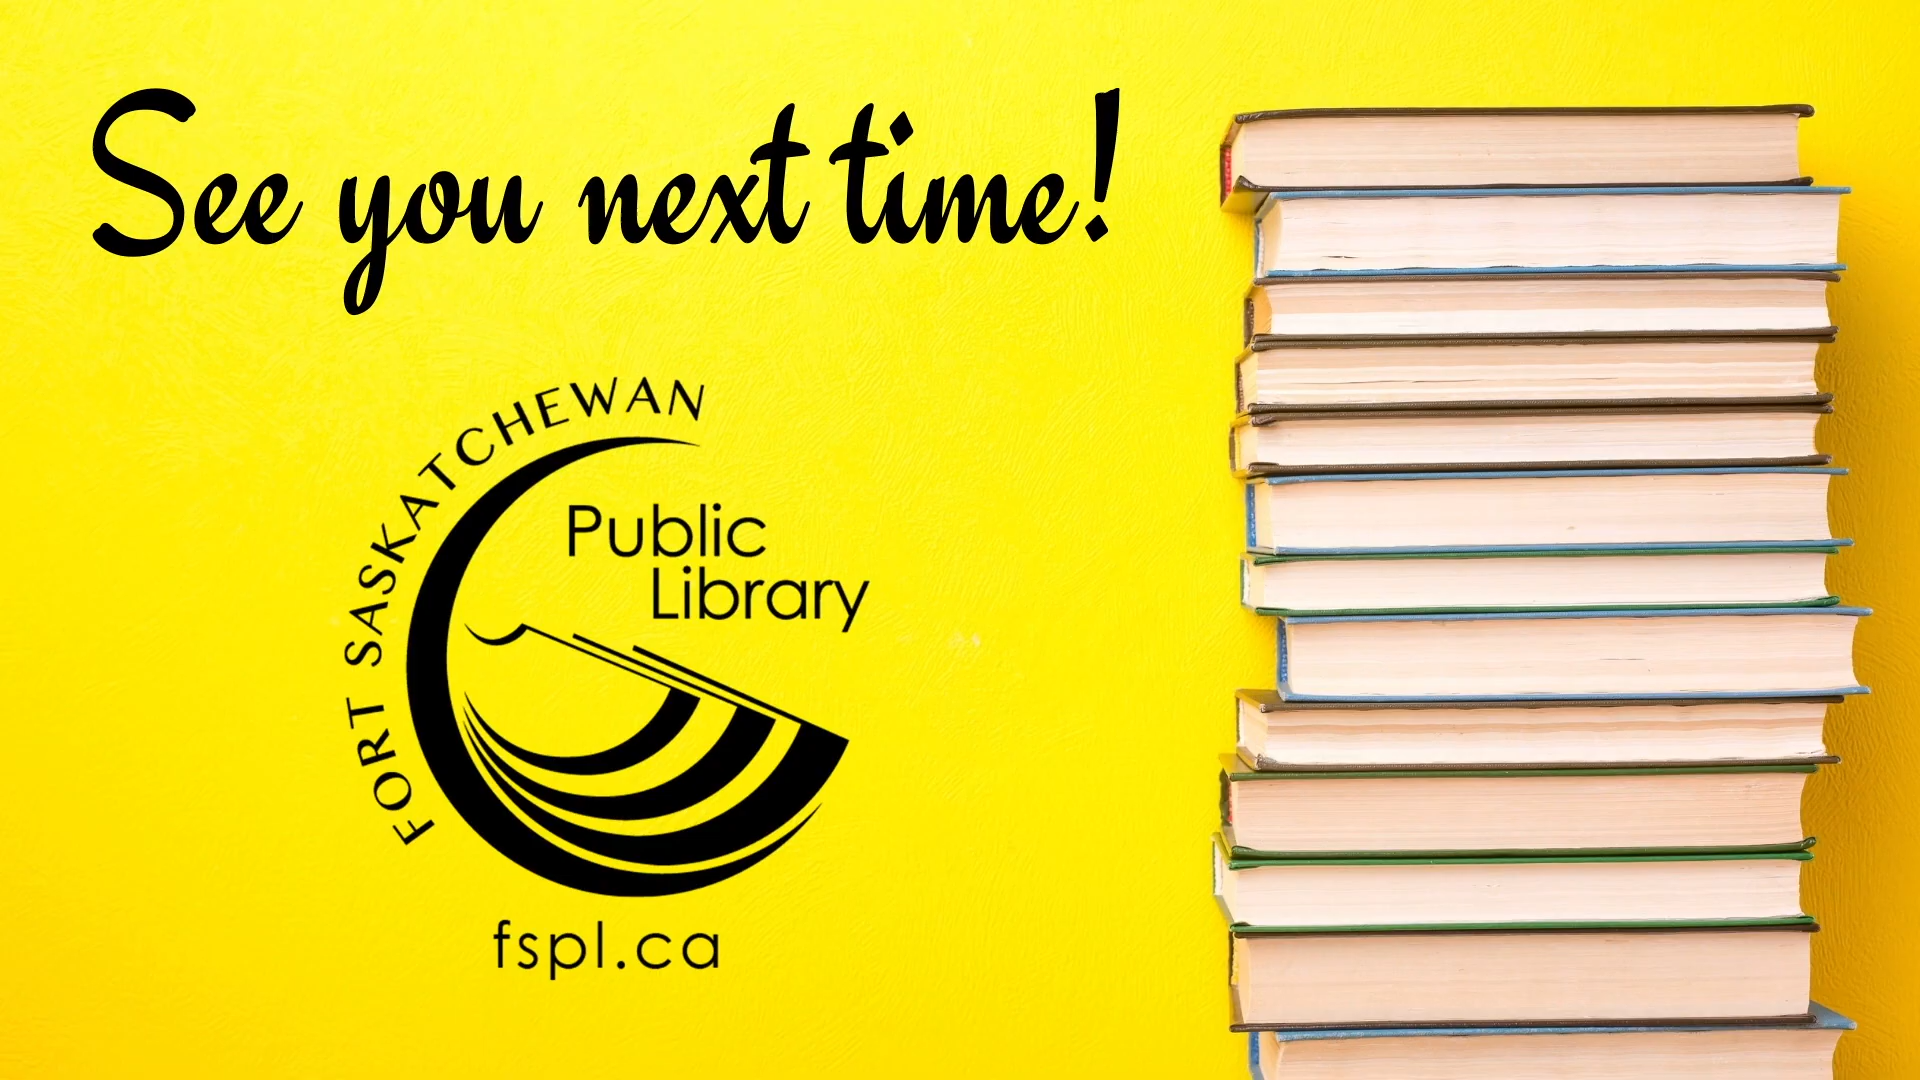 See you next time!
FORT SASKATCHEWAN
Public
Library
fspl.ca